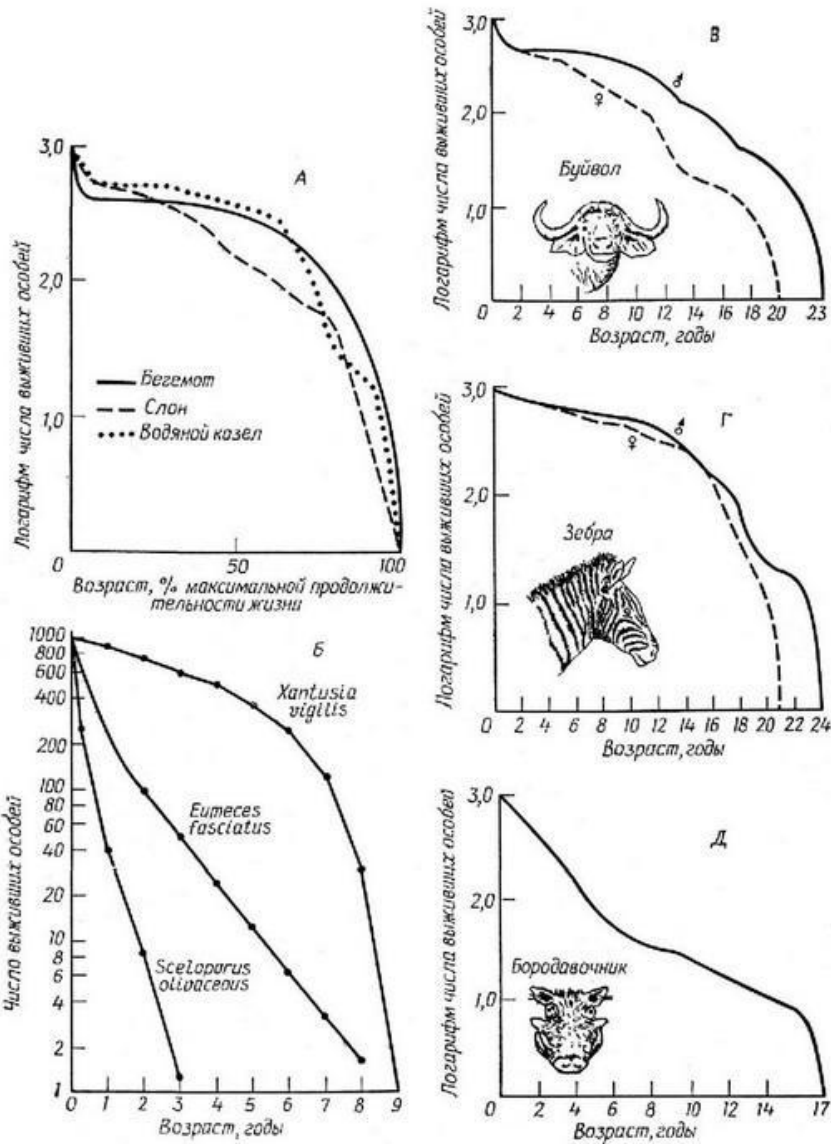 А
Логарифм числа выживших особей
3,0
2,0
1,0
0
50
100
Бегемот
Слон
Водяной козел
Возраст, % максимальной продолжи-
тельности жизни
Б
Числа выживших особей
1000
800
600
400
200
100
80
60
40
20
10
8
6
4
2
1
Xantusia
vigilis
Eumeces
fasciatus
Sceloparus
olivaceous
0 1 2 3 4 5 6 7 8 9
Возраст, годы
В
Логарифм числа выживших особей
3,0
2,0
1,0
♂
♀
Буйвол
0 2 4 6 8 10 12 14 16 18 20 23
Возраст, годы
Г
Логарифм числа выживших особей
3,0
2,0
1,0
♂
♀
Зебра
0 2 4 6 8 10 12 14 16 18 20 21 24
Возраст, годы
Д
Логарифм числа выживших особей
3,0
2,0
1,0
Бородавочник
0 2 4 6 8 10 12 14 17
Возраст, годы